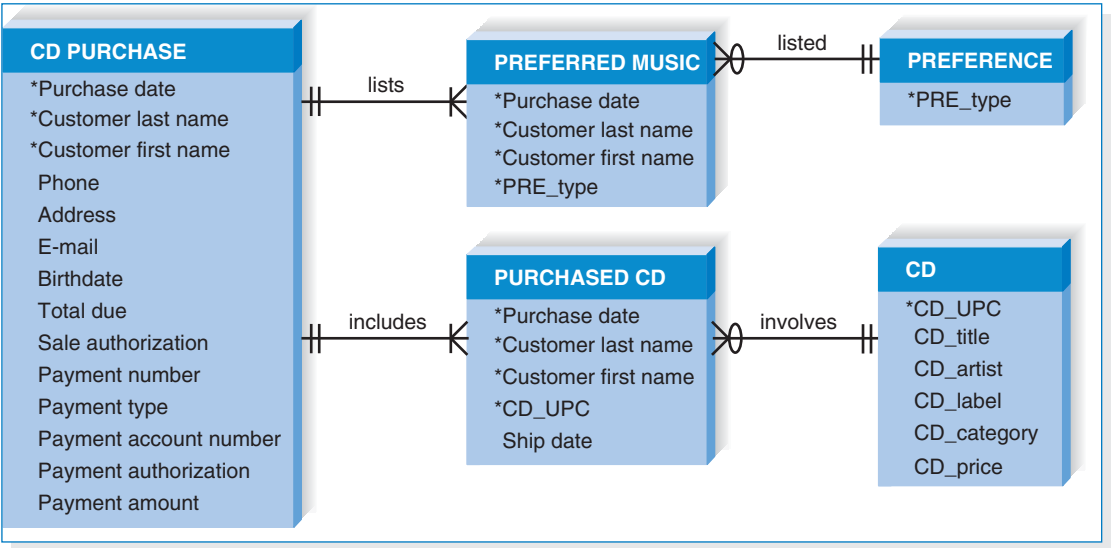 CD PURCHASE
*Purchase date
*Customer last name
*Customer first name
Phone
Address
E-mail
Birthdate
Total due
Sale authorization
Payment number
Payment type
Payment account number
Payment authorization
Payment amount
lists
PREFERRED MUSIC
*Purchase date
*Customer last name
*Customer first name
*PRE_type
listed
PREFERENCE
*PRE_type
includes
PURCHASED CD
*Purchase date
*Customer last name
*Customer first name
*CD_UPC
Ship date
involves
CD
*CD_UPC
CD_title
CD_artist
CD_label
CD_category
CD_price